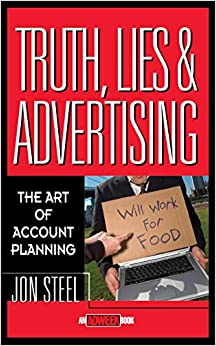 TRUTH, LIES &
ADVERTISING
THE ART OF
ACCOUNT
PLANNING
Will Work
For
FOOD
JON STEEL
AN ADWEEK BOOK